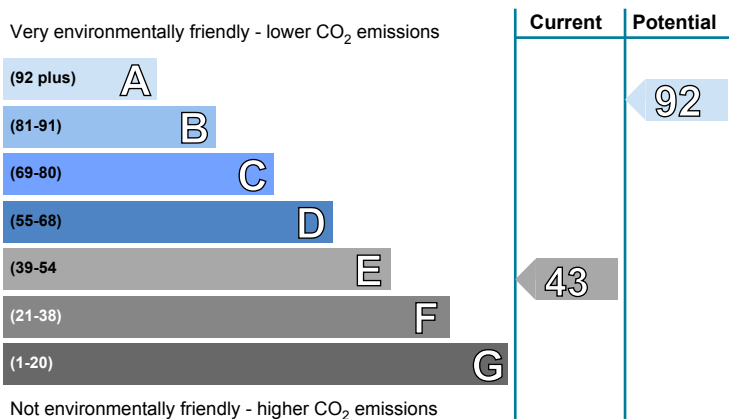 Very environmentally friendly - lower CO2 emissions
Current
Potential
(92 plus) A
92
(81-91) B
(69-80) C
(55-68) D
(39-54 E
43
(21-38) F
(1-20) G
Not environmentally friendly - higher CO2 emissions